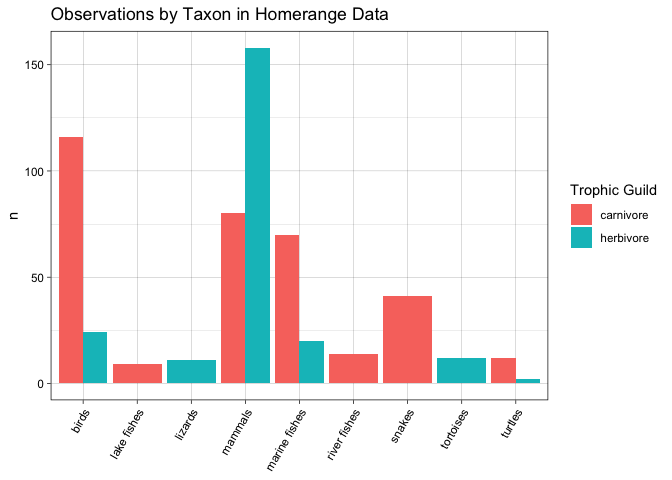 Observations by Taxon in Homerange Data
150
100
50
0
n
birds
lake fishes
lizards
mammals
marine fishes
river fishes
snakes
tortoises
turtles
Trophic Guild
carnivore
herbivore